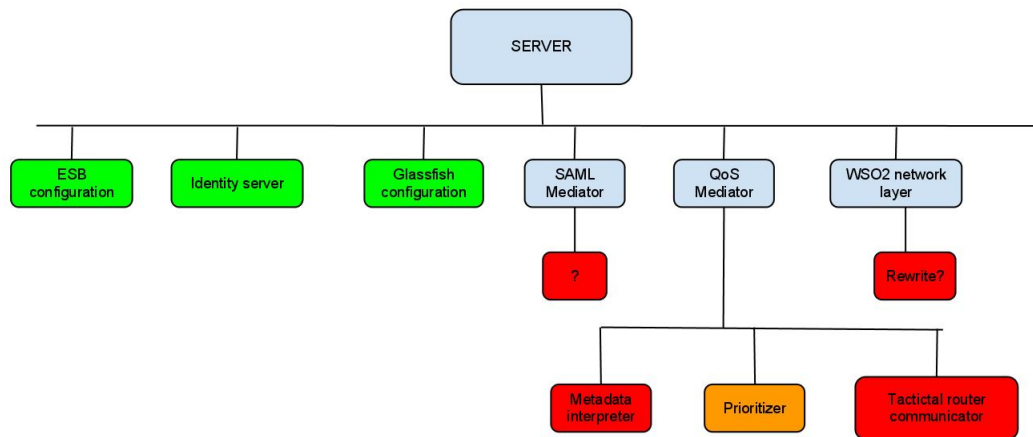 SERVER
ESB
configuration
Identity server
Glassfish
configuration
SAML
Mediator
QoS
Mediator
WSO2 network
layer
?
Rewrite?
Metadada
interpreter
Prioritizer
Tactictal router
communicator